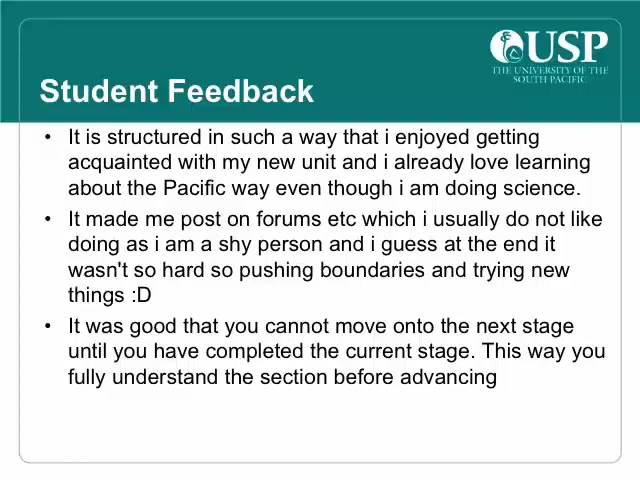 USP
THE UNIVERSITY OF THE
SOUTH PACIFIC
Student Feedback
• It is structured in such a way that i enjoyed getting
acquainted with my new unit and i already love learning
about the Pacific way even though i am doing science.
• It made me post on forums etc which i usually do not like
doing as i am a shy person and i guess at the end it
wasn't so hard so pushing boundaries and trying new
things :D
• It was good that you cannot move onto the next stage
until you have completed the current stage. This way you
fully understand the section before advancing